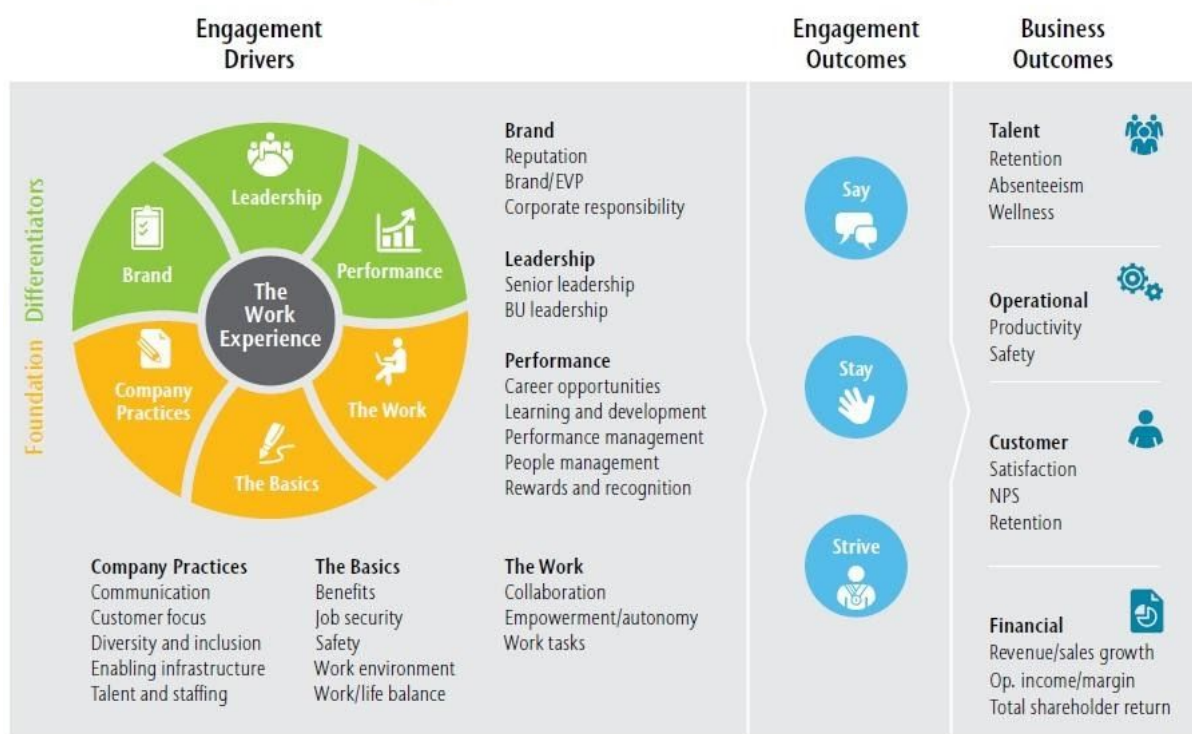 Engagement
Drivers
Engagement
Outcomes
Business
Outcomes
Differentiators
Foundation
Leadership
Performance
Brand
The
Work
Experience
Company
Practices
The Work
The Basics
Brand
Reputation
Brand/EVP
Corporate responsibility
Leadership
Senior leadership
BU leadership
Performance
Career opportunities
Learning and development
Performance management
People management
Rewards and recognition
Company Practices
Communication
Customer focus
Diversity and inclusion
Enabling infrastructure
Talent and staffing
The Basics
Benefits
Job security
Safety
Work environment
Work/life balance
The Work
Collaboration
Empowerment/autonomy
Work tasks
Say
Stay
Strive
Talent
Retention
Absenteeism
Wellness
Operational
Productivity
Safety
Customer
Satisfaction
NPS
Retention
Financial
Revenue/sales growth
Op. income/margin
Total shareholder return